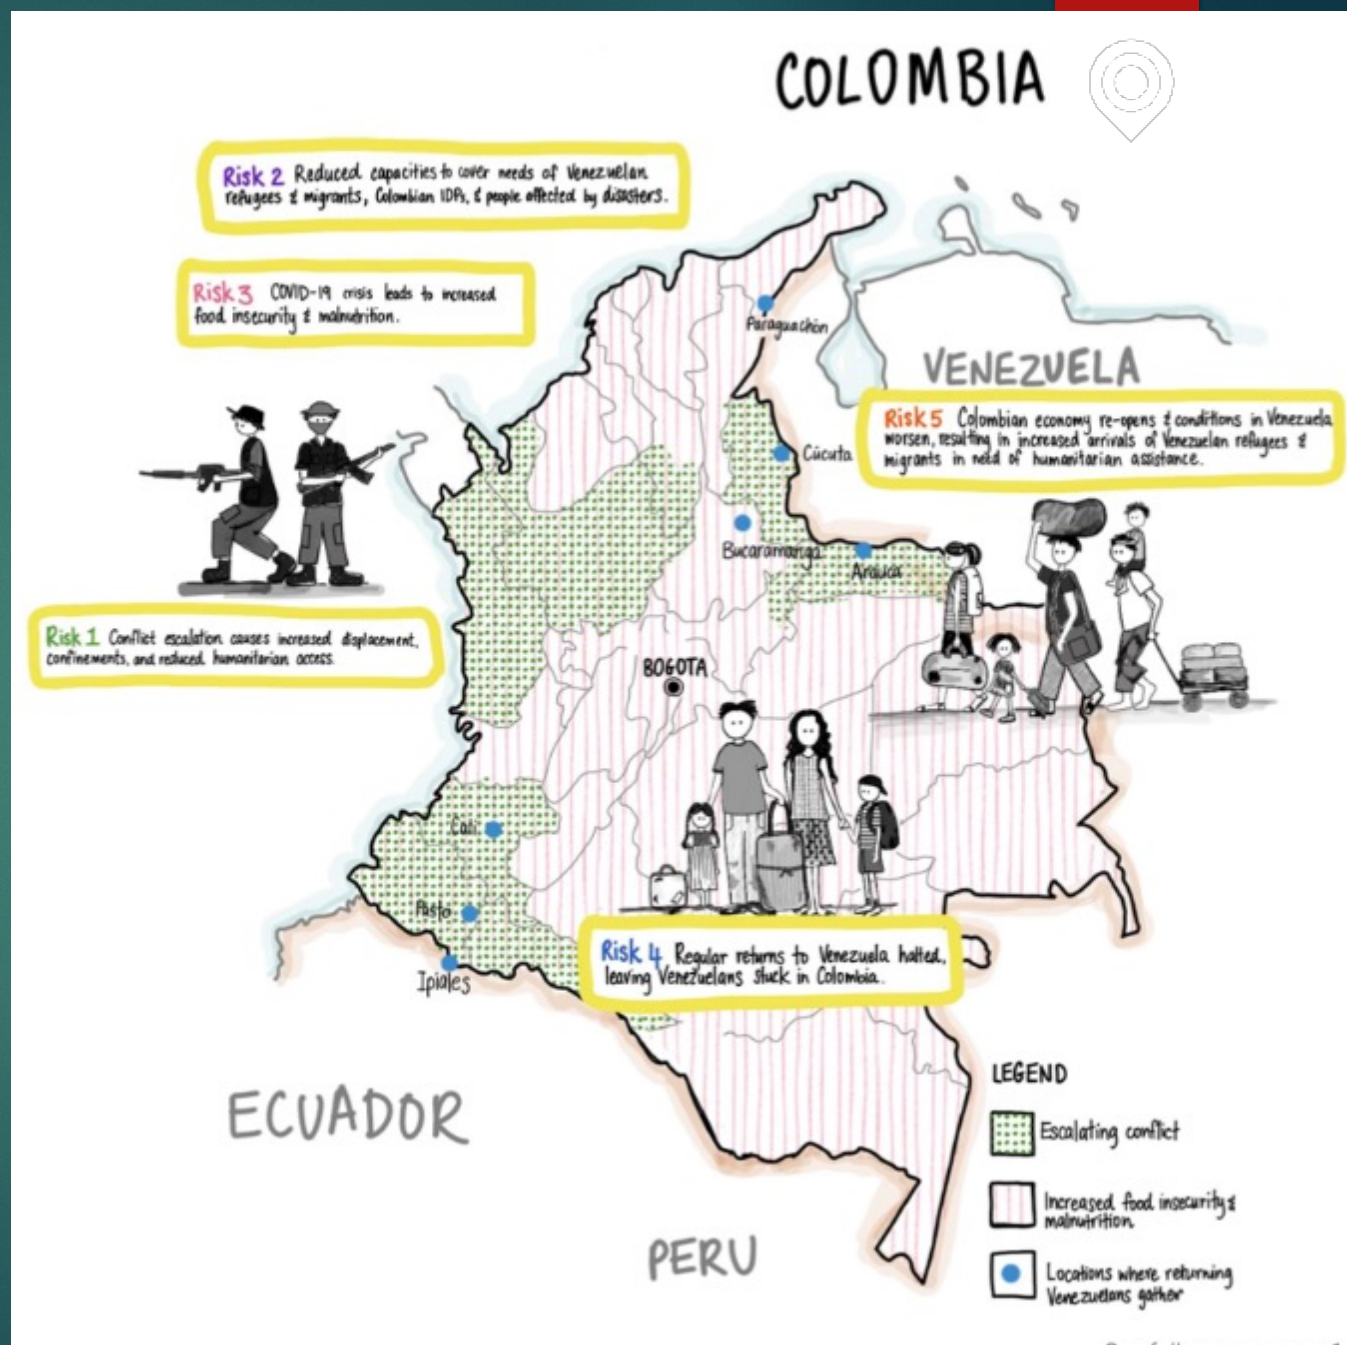 COLOMBIA
Risk 2 Reduced capacities to cover needs of Venezuelan
refugees & migrants, Colombian IDPs, & people affected by disasters.
Risk 3 COVID-19 crisis leads to increased
food insecurity & malnutrition.
Paraguachón
VENEZUELA
Risk 5 Colombian economy re-opens & conditions in Venezuela
worsen, resulting in increased arrivals of Venezuelan refugees &
migrants in need of humanitarian assistance.
Cúcuta
Bucaramanga
Arauca
Risk 1 Conflict escalation causes increased displacement,
confinements, and reduced humanitarian access.
BOGOTA
Cali
Pasto
Ipiales
Risk 4 Regular returns to Venezuela halted,
leaving Venezuelans stuck in Colombia.
ECUADOR
PERU
LEGEND
Escalating conflict
Increased food insecurity &
malnutrition
Locations where returning
Venezuelans gather